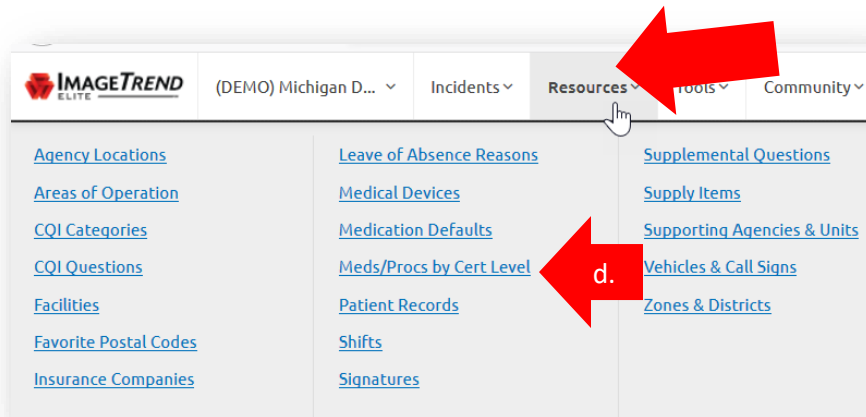 IMAGETREND
ELITE
(DEMO) Michigan D... Incidents Resources Tools Community
Agency Locations
Areas of Operation
CQI Categories
CQI Questions
Facilities
Favorite Postal Codes
Insurance Companies
Leave of Absence Reasons
Medical Devices
Medication Defaults
Meds/Procs by Cert Level
Patient Records
Shifts
Signatures
d.
Supplemental Questions
Supply Items
Supporting Agencies & Units
Vehicles & Call Signs
Zones & Districts